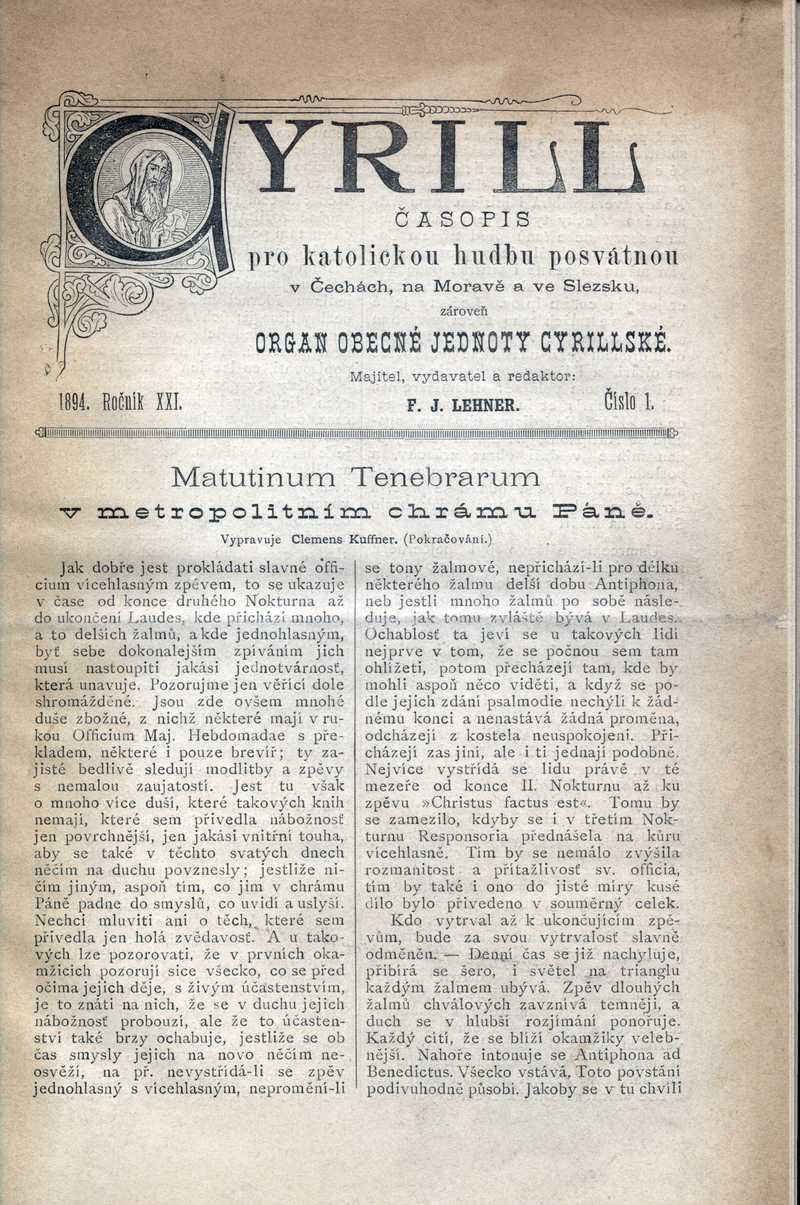 CYRILL
ČASOPIS
pro katolickou hudbu posvátnou
v Čechách, na Moravě a ve Slezsku,
zároveň
ORGAN OBECNÉ JEDNOTY CYRILLSKÉ.
Majitel, vydavatel a redaktor:
1894. Ročník XXI.
F. J. LEHNER.
Číslo 1.
Matutinum Tenebrarum
v metropolitním chrámu Páně.
Vypravuje Clemens Kuffner. (Pokračování.)
Jak dobře jest prokládati slavné offi-
cium vícehlasným zpěvem, to se ukazuje
v čase od konce druhého Nokturna až
do ukončení Laudes, kde přichází mnoho,
a to delších žalmů, a kde jednohlasným,
byť sebe dokonalejším zpíváním jich
musí nastoupiti jakási jednotvárnosť,
která unavuje. Pozorujme jen věřící dole
shromážděné. Jsou zde ovšem mnohé
duše zbožné, z nichž některé mají v ru-
kou Officium Maj. Hebdomadae s pře-
kladem, některé i pouze brevíř; ty za-
jisté bedlivě sledují modlitby a zpěvy
s nemalou zaujatostí. Jest tu však
o mnoho více duší, které takových knih
nemají, které sem přivedla nábožnosť
jen povrchnější, jen jakási vnitřní touha,
aby se také v těchto svatých dnech
něčím na duchu povznesly; jestliže ni-
čím jiným, aspoň tím, co jim v chrámu
Páně padne do smyslů, co uvidí a uslyší.
Nechci mluviti ani o těch, které sem
přivedla jen holá zvědavosť. A u tako-
vých lze pozorovati, že v prvních oka-
mžicích pozorují sice všecko, co se před
očima jejich děje, s živým účastenstvím,
je to znáti na nich, že se v duchu jejich
nábožnosť probouzí, ale že to účasten-
ství také brzy ochabuje, jestliže se ob
čas smysly jejich na novo něčím ne-
osvěží, na př. nevystřídá-li se zpěv
jednohlasný s vícehlasným, nepromění-li
se tony žalmové, nepřichází-li pro délku
některého žalmu delší dobu Antiphona,
neb jestli mnoho žalmů po sobě násle-
duje, jak tomu zvláště bývá v Laudes.
Ochablosť ta jeví se u takových lidí
nejprve v tom, že se počnou sem tam
ohlížeti, potom přecházejí tam, kde by
mohli aspoň něco viděti, a když se po-
dle jejich zdání psalmodie nechýlí k žád-
nému konci a nenastává žádná proměna,
odcházejí z kostela neuspokojeni. Při-
cházejí zas jiní, ale i ti jednají podobně.
Nejvíce vystřídá se lidu právě v té
mezeře od konce II. Nokturnu až ku
zpěvu »Christus factus est«. Tomu by
se zamezilo, kdyby se i v třetím Nok-
turnu Responsoria přednášela na kůru
vícehlasně. Tím by se nemálo zvýšila
rozmanitost a přitažlivosť sv. officia,
tím by také i ono do jisté míry kusé
dílo bylo přivedeno v souměrný celek.
Kdo vytrval až k ukončujícím zpě-
vům, bude za svou vytrvalosť slavně
odměněn. — Denní čas se již nachyluje,
přibírá se šero, i světel na trianglu
každým žalmem ubývá. Zpěv dlouhých
žalmů chválových zavznívá temněji, a
duch se v hlubší rozjímání ponořuje.
Každý cítí, že se blíží okamžiky veleb-
nější. Nahoře intonuje se Antiphona ad
Benedictus. Všecko vstává. Toto povstání
podivuhodně působí. Jakoby se v tu chvíli